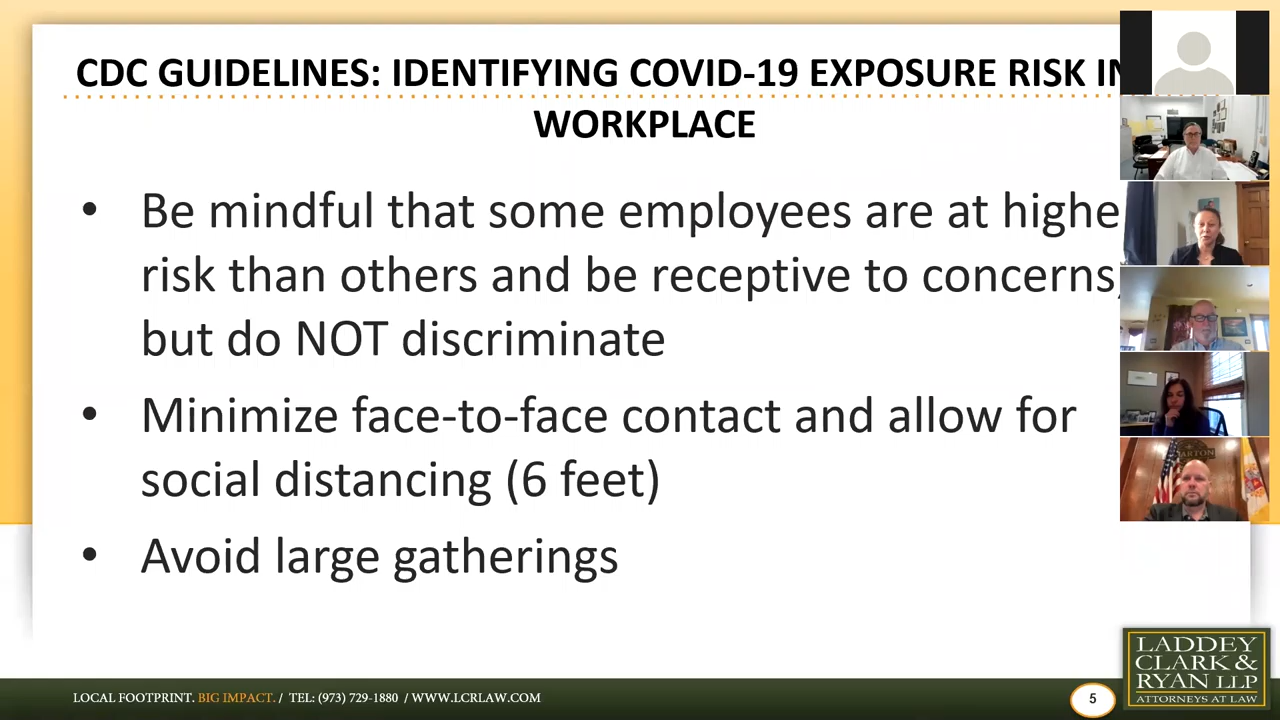 CDC GUIDELINES: IDENTIFYING COVID-19 EXPOSURE RISK IN
WORKPLACE
• Be mindful that some employees are at highe
risk than others and be receptive to concerns,
but do NOT discriminate
• Minimize face-to-face contact and allow for
social distancing (6 feet)
• Avoid large gatherings
LADDEY
CLARK &
RYAN LLP
ATTORNEYS AT LAW
LOCAL FOOTPRINT. BIG IMPACT. / TEL: (973) 729-1880 / WWW.LCRLAW.COM
5